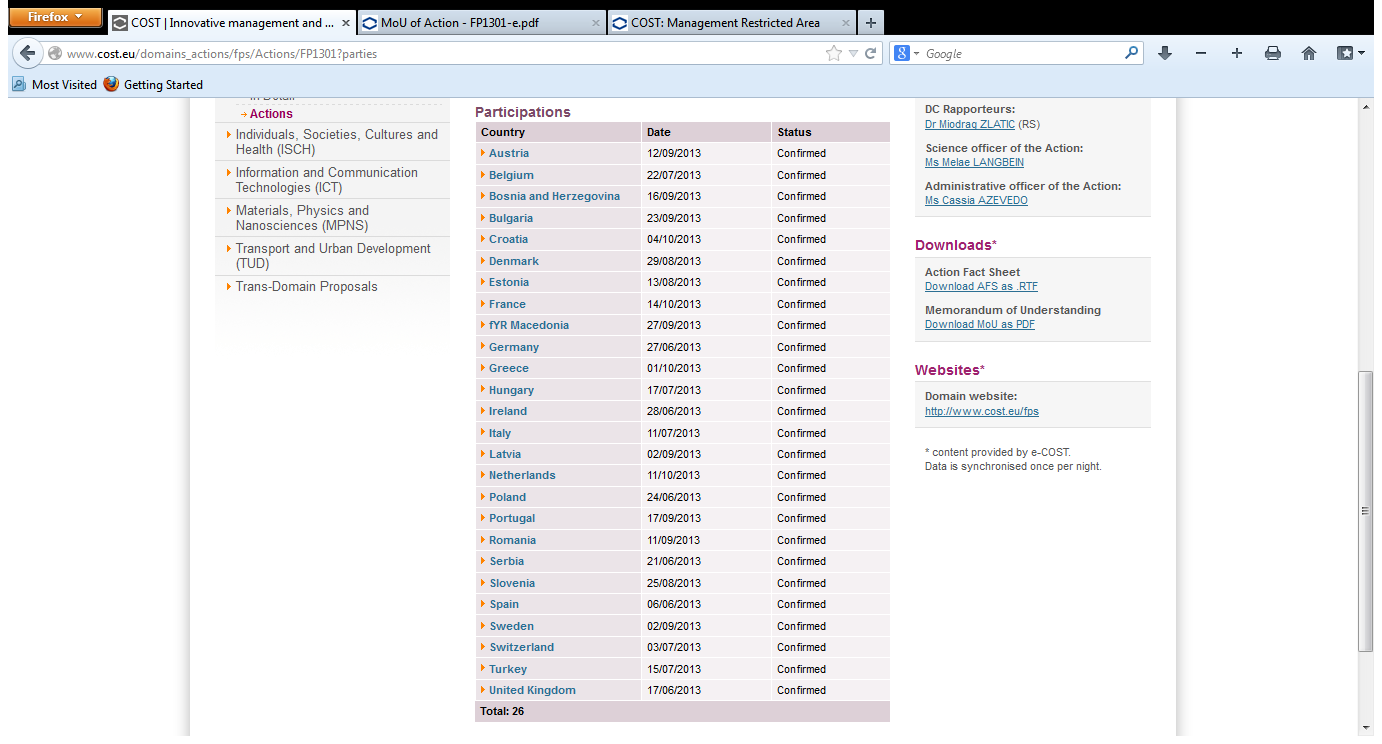 Firefox
COST | Innovative management and ...
MoU of Action - FP1301-e.pdf
COST: Management Restricted Area
www.cost.eu/domains_actions/fps/Actions/FP1301?parties
Google
Most Visited
Getting Started
In Detail
Actions
Individuals, Societies, Cultures and
Health (ISCH)
Information and Communication
Technologies (ICT)
Materials, Physics and
Nanosciences (MPNS)
Transport and Urban Development
(TUD)
Trans-Domain Proposals
Participations
Country Date Status
Austria 12/09/2013 Confirmed
Belgium 22/07/2013 Confirmed
Bosnia and Herzegovina 16/09/2013 Confirmed
Bulgaria 23/09/2013 Confirmed
Croatia 04/10/2013 Confirmed
Denmark 29/08/2013 Confirmed
Estonia 13/08/2013 Confirmed
France 14/10/2013 Confirmed
fYR Macedonia 27/09/2013 Confirmed
Germany 27/06/2013 Confirmed
Greece 01/10/2013 Confirmed
Hungary 17/07/2013 Confirmed
Ireland 28/06/2013 Confirmed
Italy 11/07/2013 Confirmed
Latvia 02/09/2013 Confirmed
Netherlands 11/10/2013 Confirmed
Poland 24/06/2013 Confirmed
Portugal 17/09/2013 Confirmed
Romania 11/09/2013 Confirmed
Serbia 21/06/2013 Confirmed
Slovenia 25/08/2013 Confirmed
Spain 06/06/2013 Confirmed
Sweden 02/09/2013 Confirmed
Switzerland 03/07/2013 Confirmed
Turkey 15/07/2013 Confirmed
United Kingdom 17/06/2013 Confirmed
Total: 26
DC Rapporteurs:
Dr Miodrag ZLATIC (RS)
Science officer of the Action:
Ms Melae LANGBEIN
Administrative officer of the Action:
Ms Cassia AZEVEDO
Downloads*
Action Fact Sheet
Download AFS as .RTF
Memorandum of Understanding
Download MoU as PDF
Websites*
Domain website:
http://www.cost.eu/fps
* content provided by e-COST.
Data is synchronised once per night.